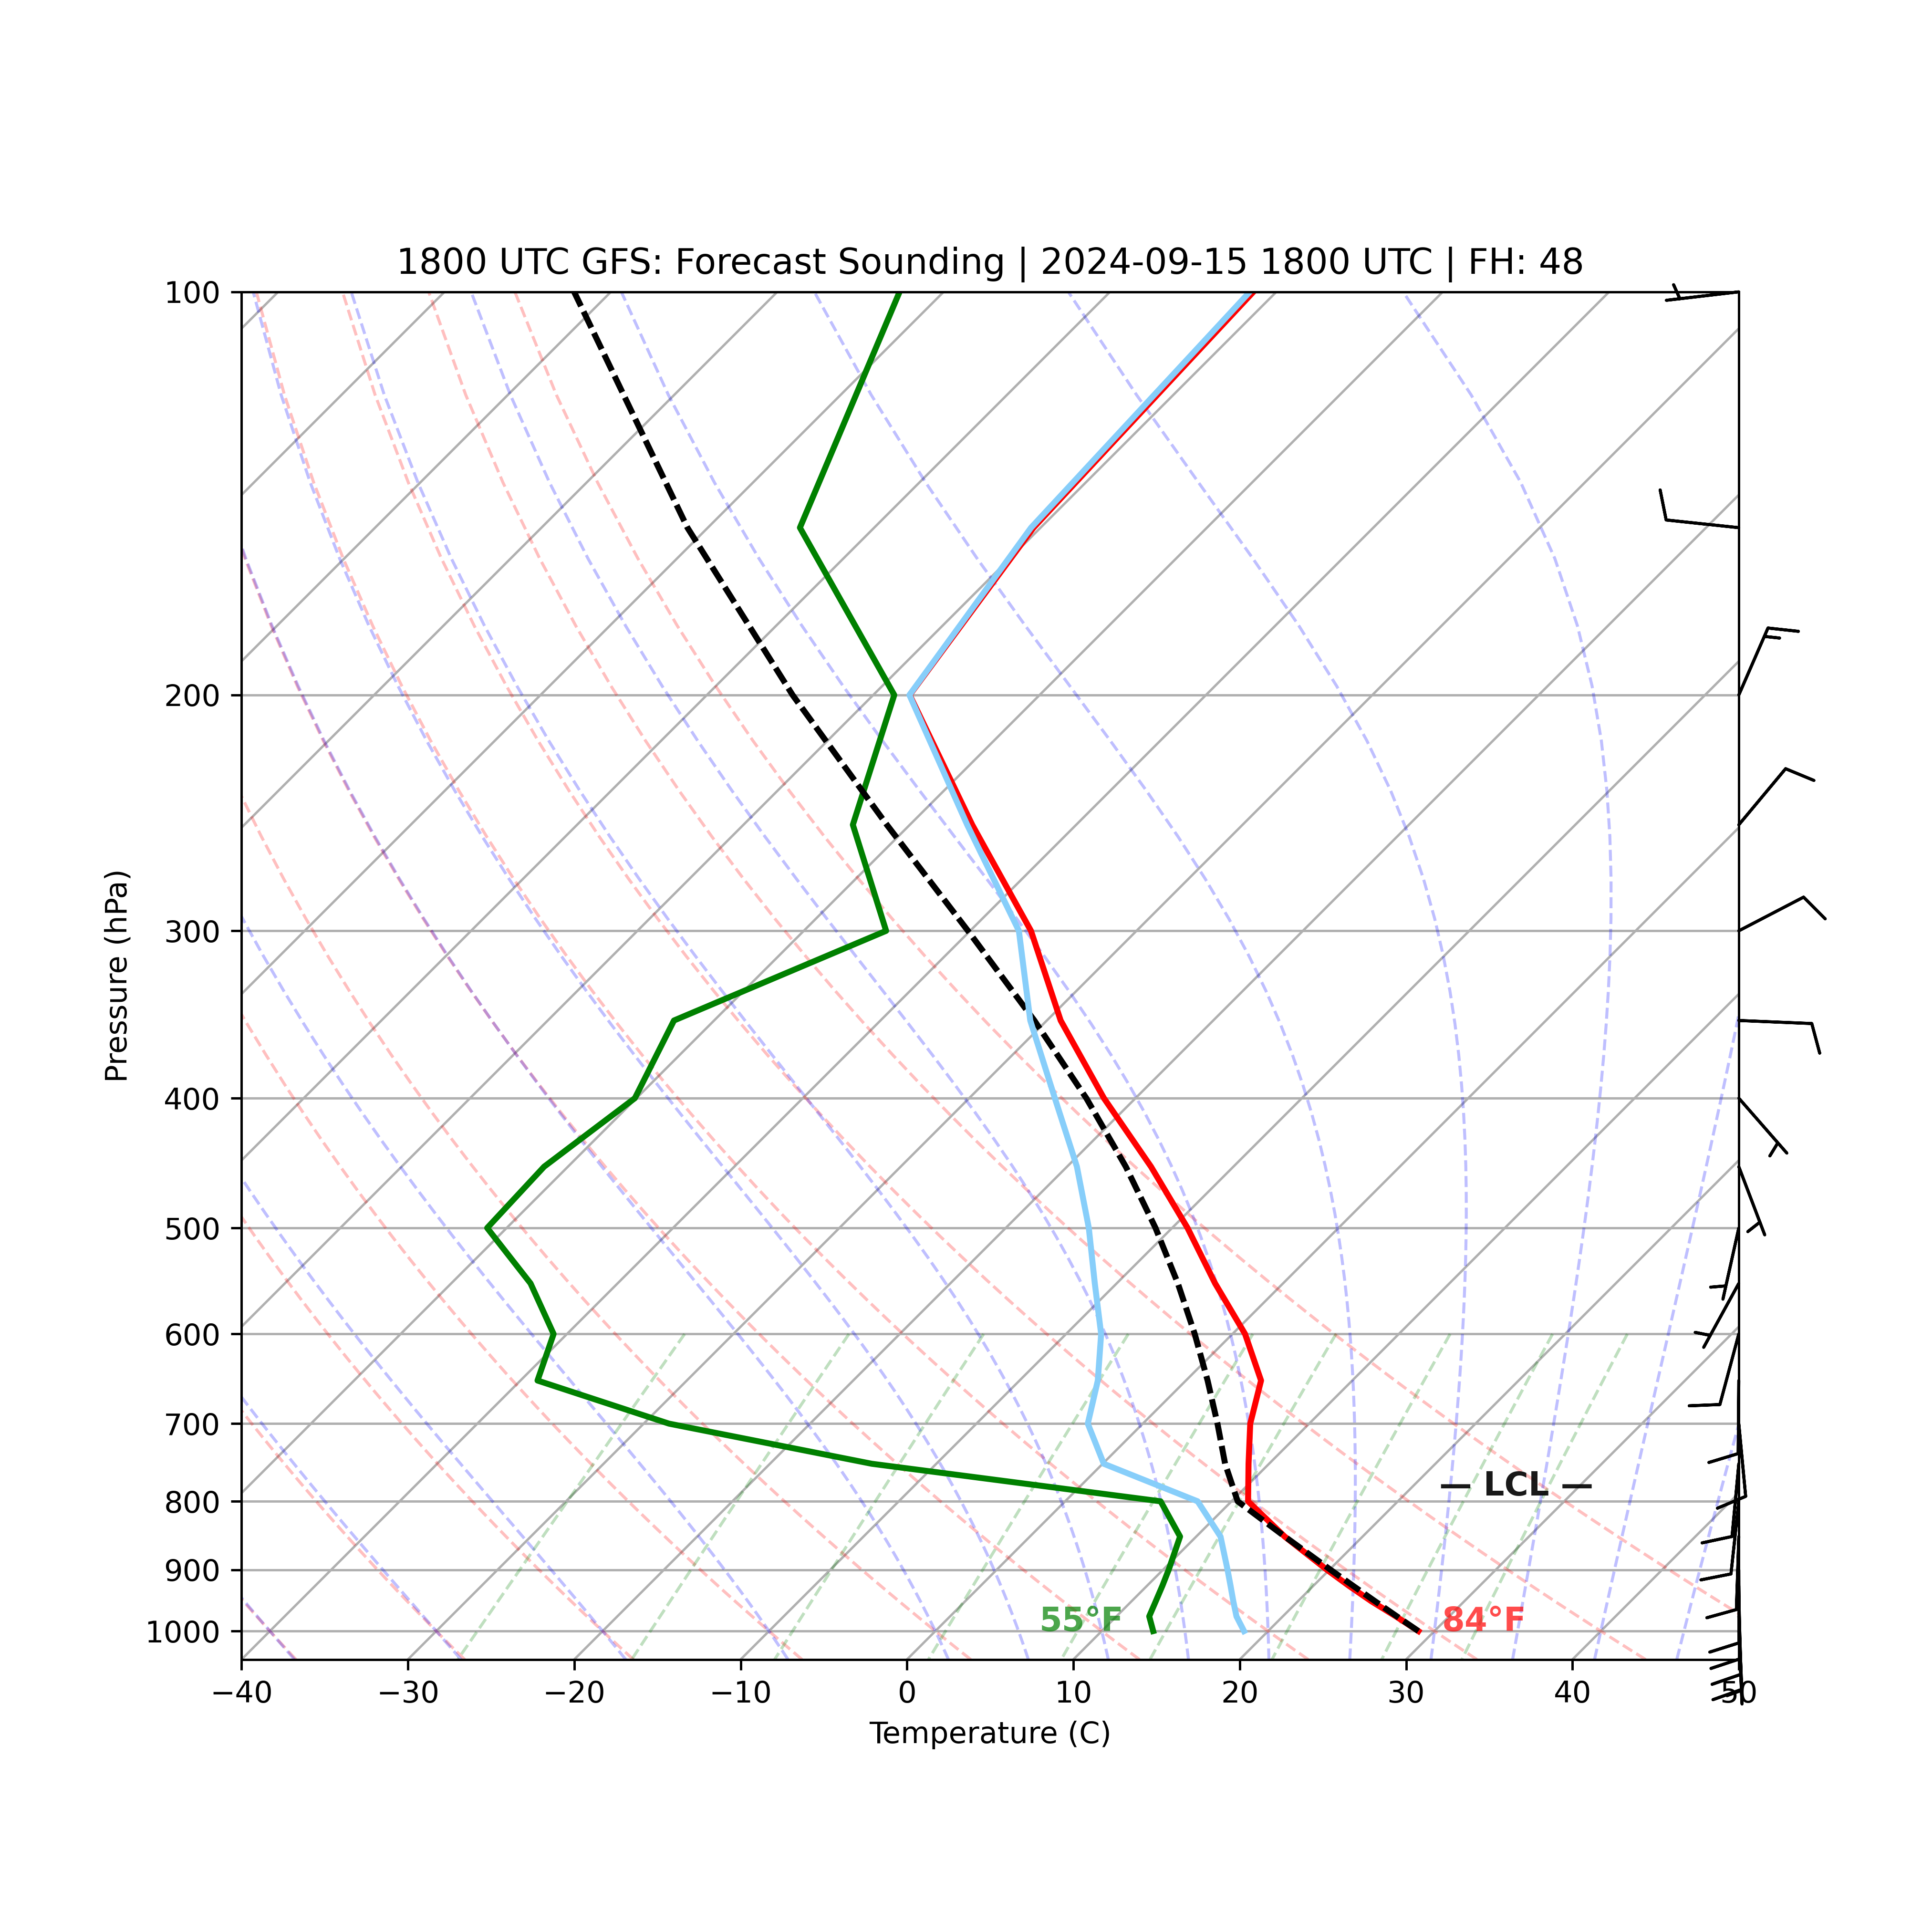 1800 UTC GFS: Forecast Sounding | 2024-09-15 1800 UTC | FH: 48
100
200
300
400
500
600
700
800
900
1000
Pressure (hPa)
— LCL —
55°F
84°F
−40 −30 −20 −10 0 10 20 30 40 50
Temperature (C)